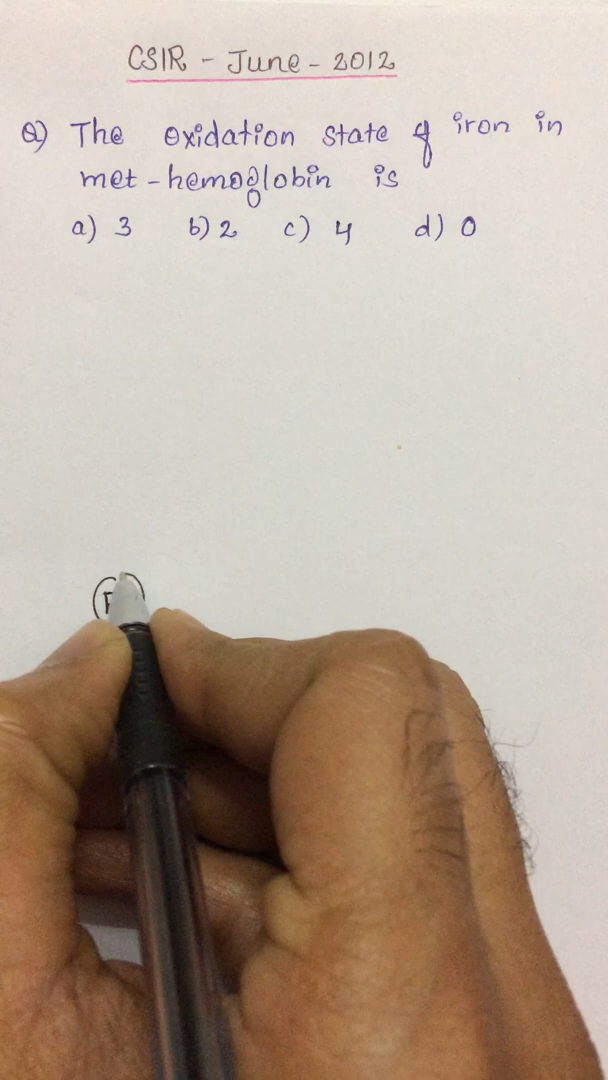 CSIR - June - 2012
Q) The oxidation state of iron in
met-hemoglobin is
a) 3 b) 2 c) 4 d) 0